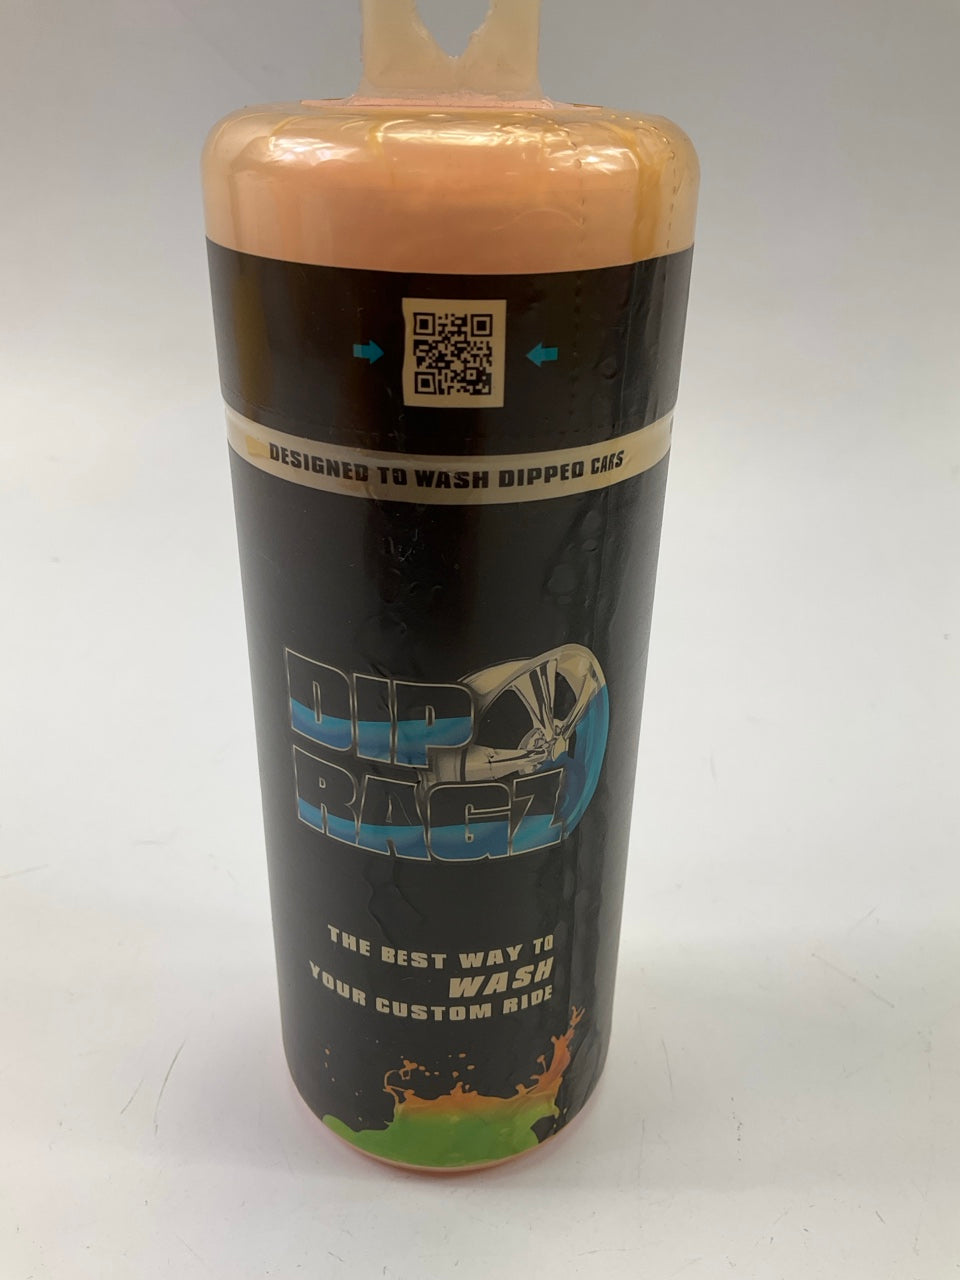 DESIGNED TO WASH DIPPED CARS
DIP
RAGZ
THE BEST WAY TO
WASH
YOUR CUSTOM RIDE